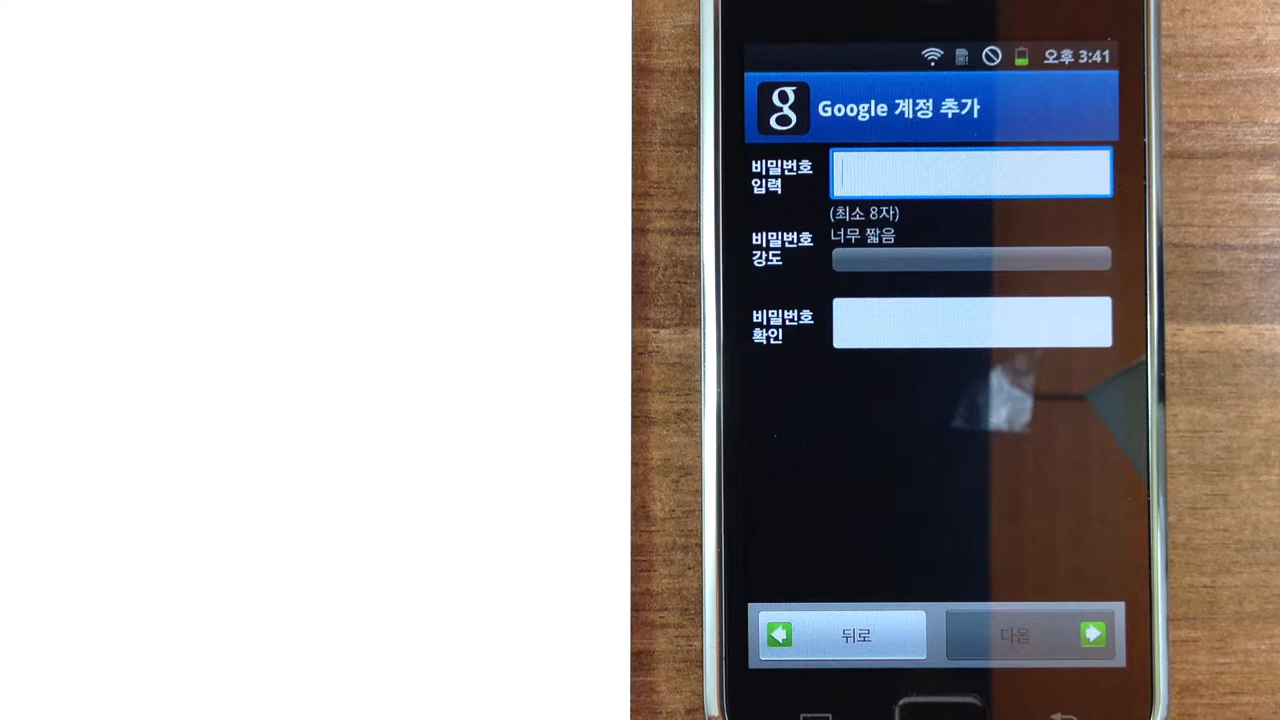 오후 3:41
g Google 계정 추가
비밀번호
입력
(최소 8자)
비밀번호
강도
너무 짧음
비밀번호
확인
뒤로
다음